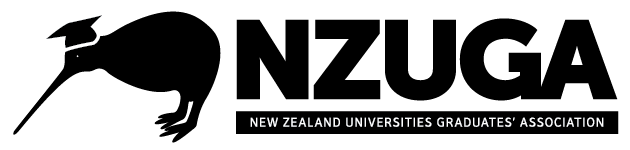 NZUGA
NEW ZEALAND UNIVERSITIES GRADUATES' ASSOCIATION